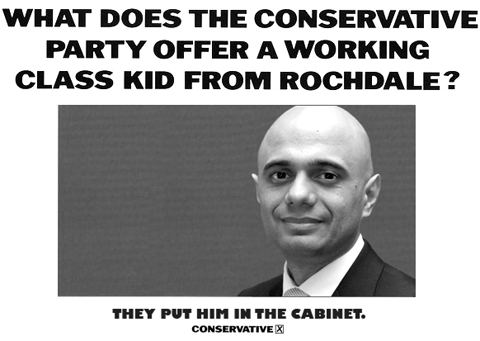 WHAT DOES THE CONSERVATIVE
PARTY OFFER A WORKING
CLASS KID FROM ROCHDALE?
THEY PUT HIM IN THE CABINET.
CONSERVATIVE X